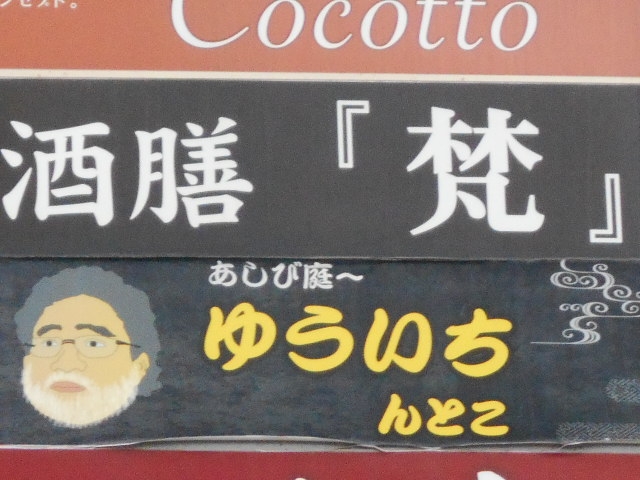 Cocotto
酒膳『梵』
あしび庭～
ゆういち
んとこ